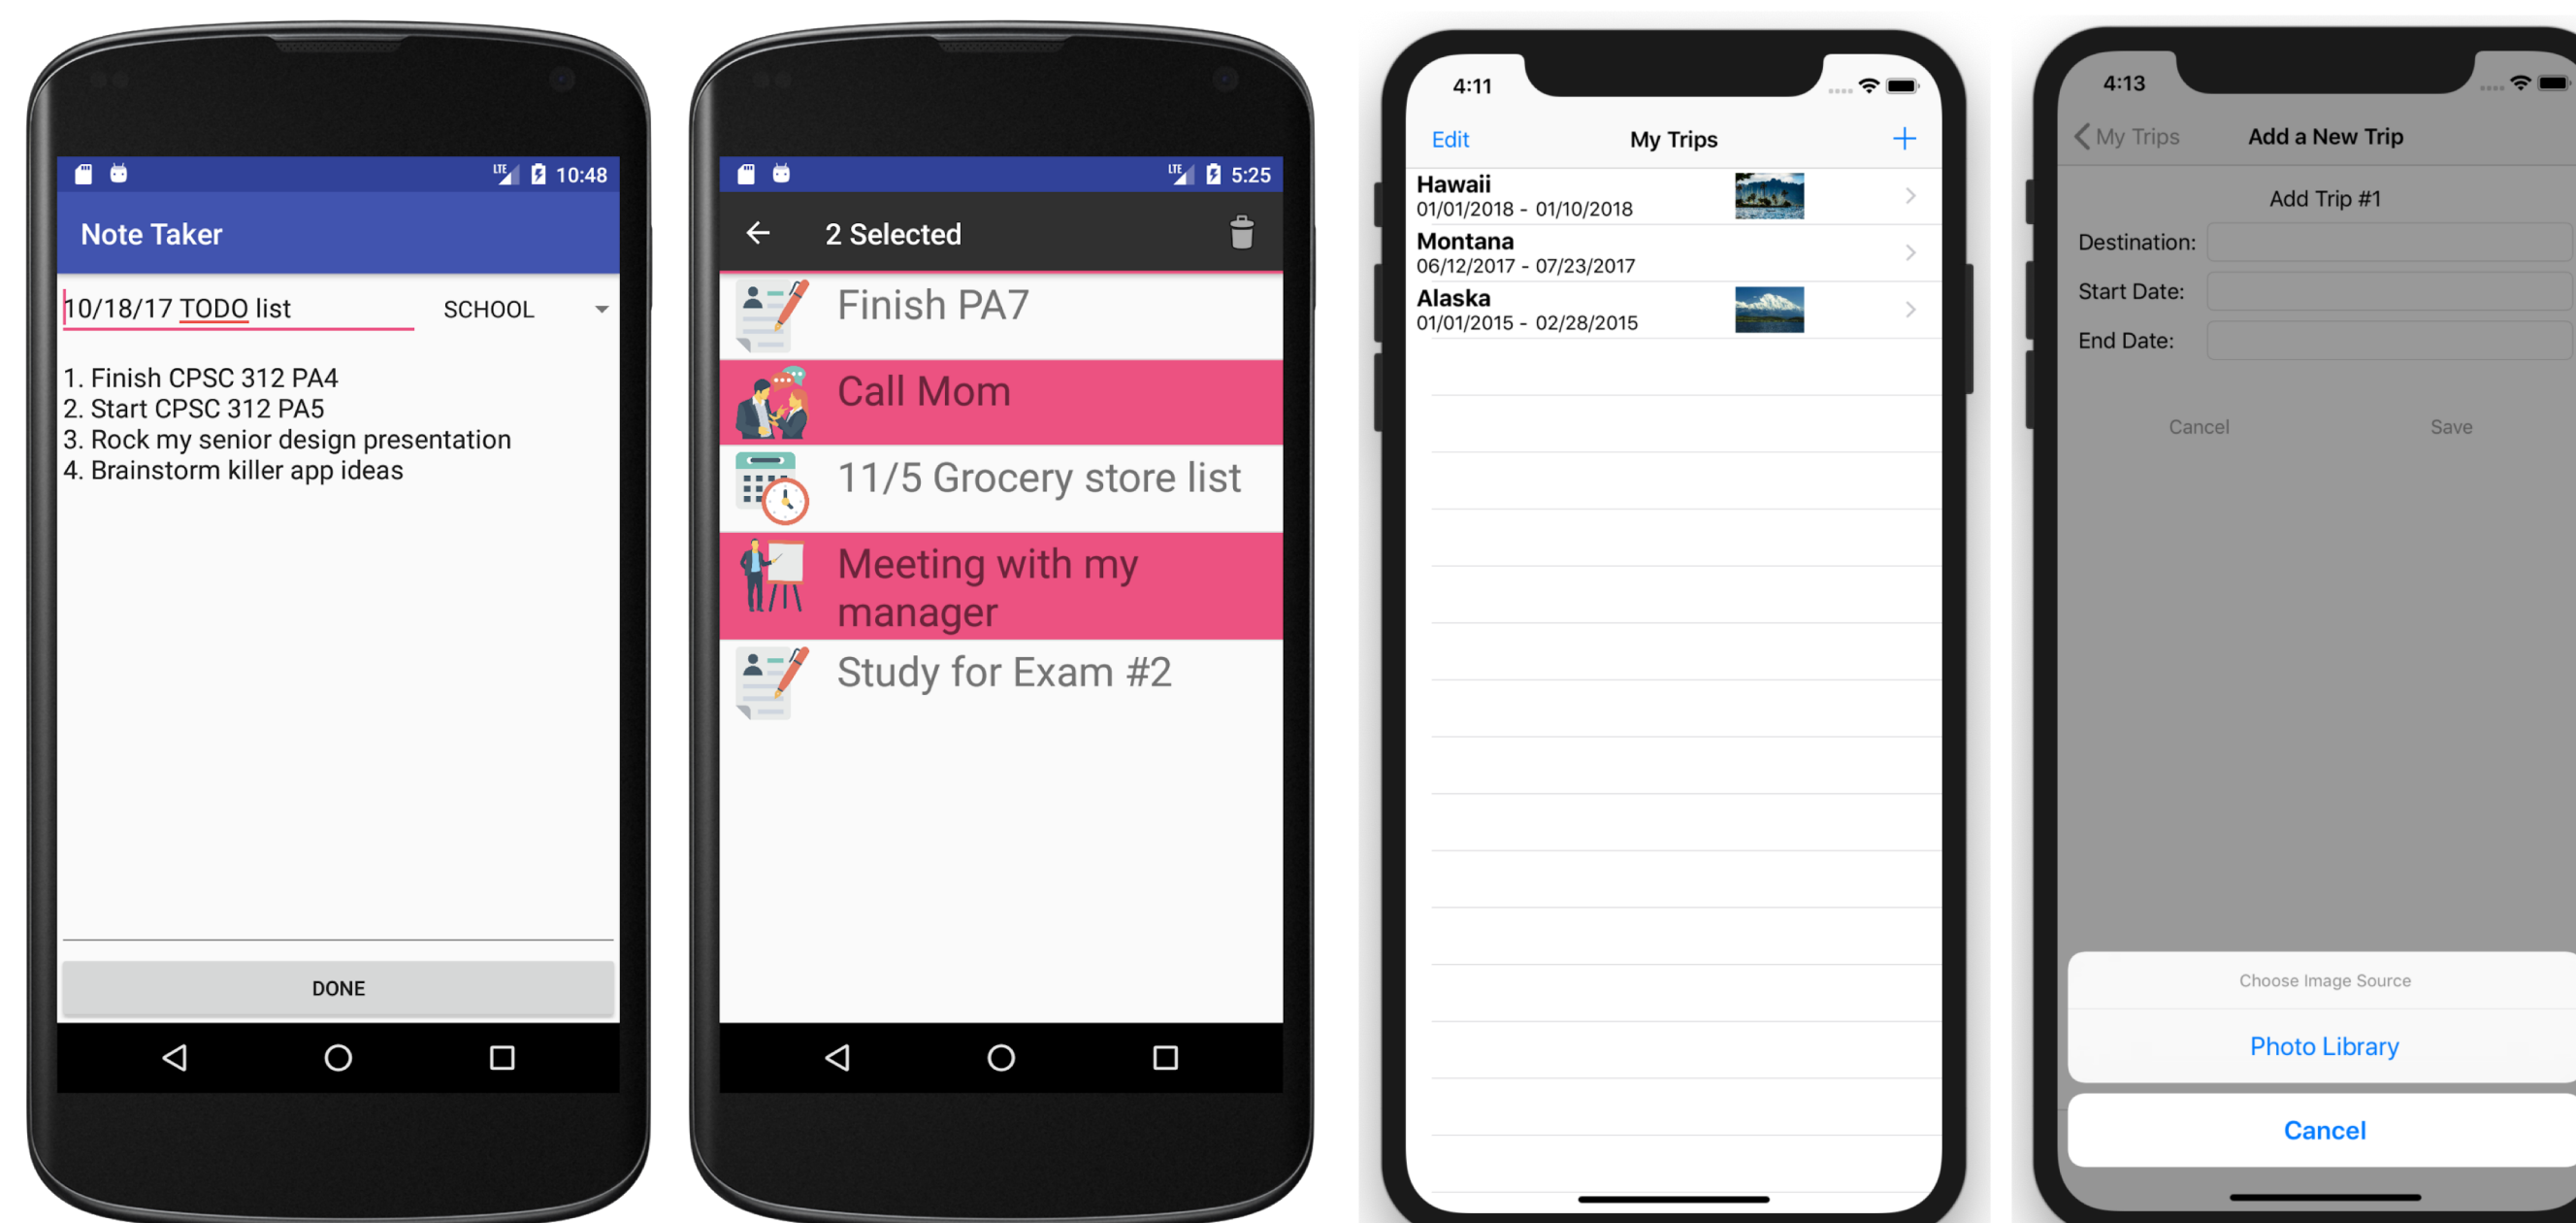 LTE 10:48
Note Taker
10/18/17 TODO list SCHOOL
1. Finish CPSC 312 PA4
2. Start CPSC 312 PA5
3. Rock my senior design presentation
4. Brainstorm killer app ideas
DONE
LTE 5:25
2 Selected
Finish PA7
Call Mom
11/5 Grocery store list
Meeting with my
manager
Study for Exam #2
4:11
Edit My Trips +
Hawaii
01/01/2018 - 01/10/2018
Montana
06/12/2017 - 07/23/2017
Alaska
01/01/2015 - 02/28/2015
4:13
My Trips Add a New Trip
Add Trip #1
Destination:
Start Date:
End Date:
Cancel Save
Choose Image Source
Photo Library
Cancel